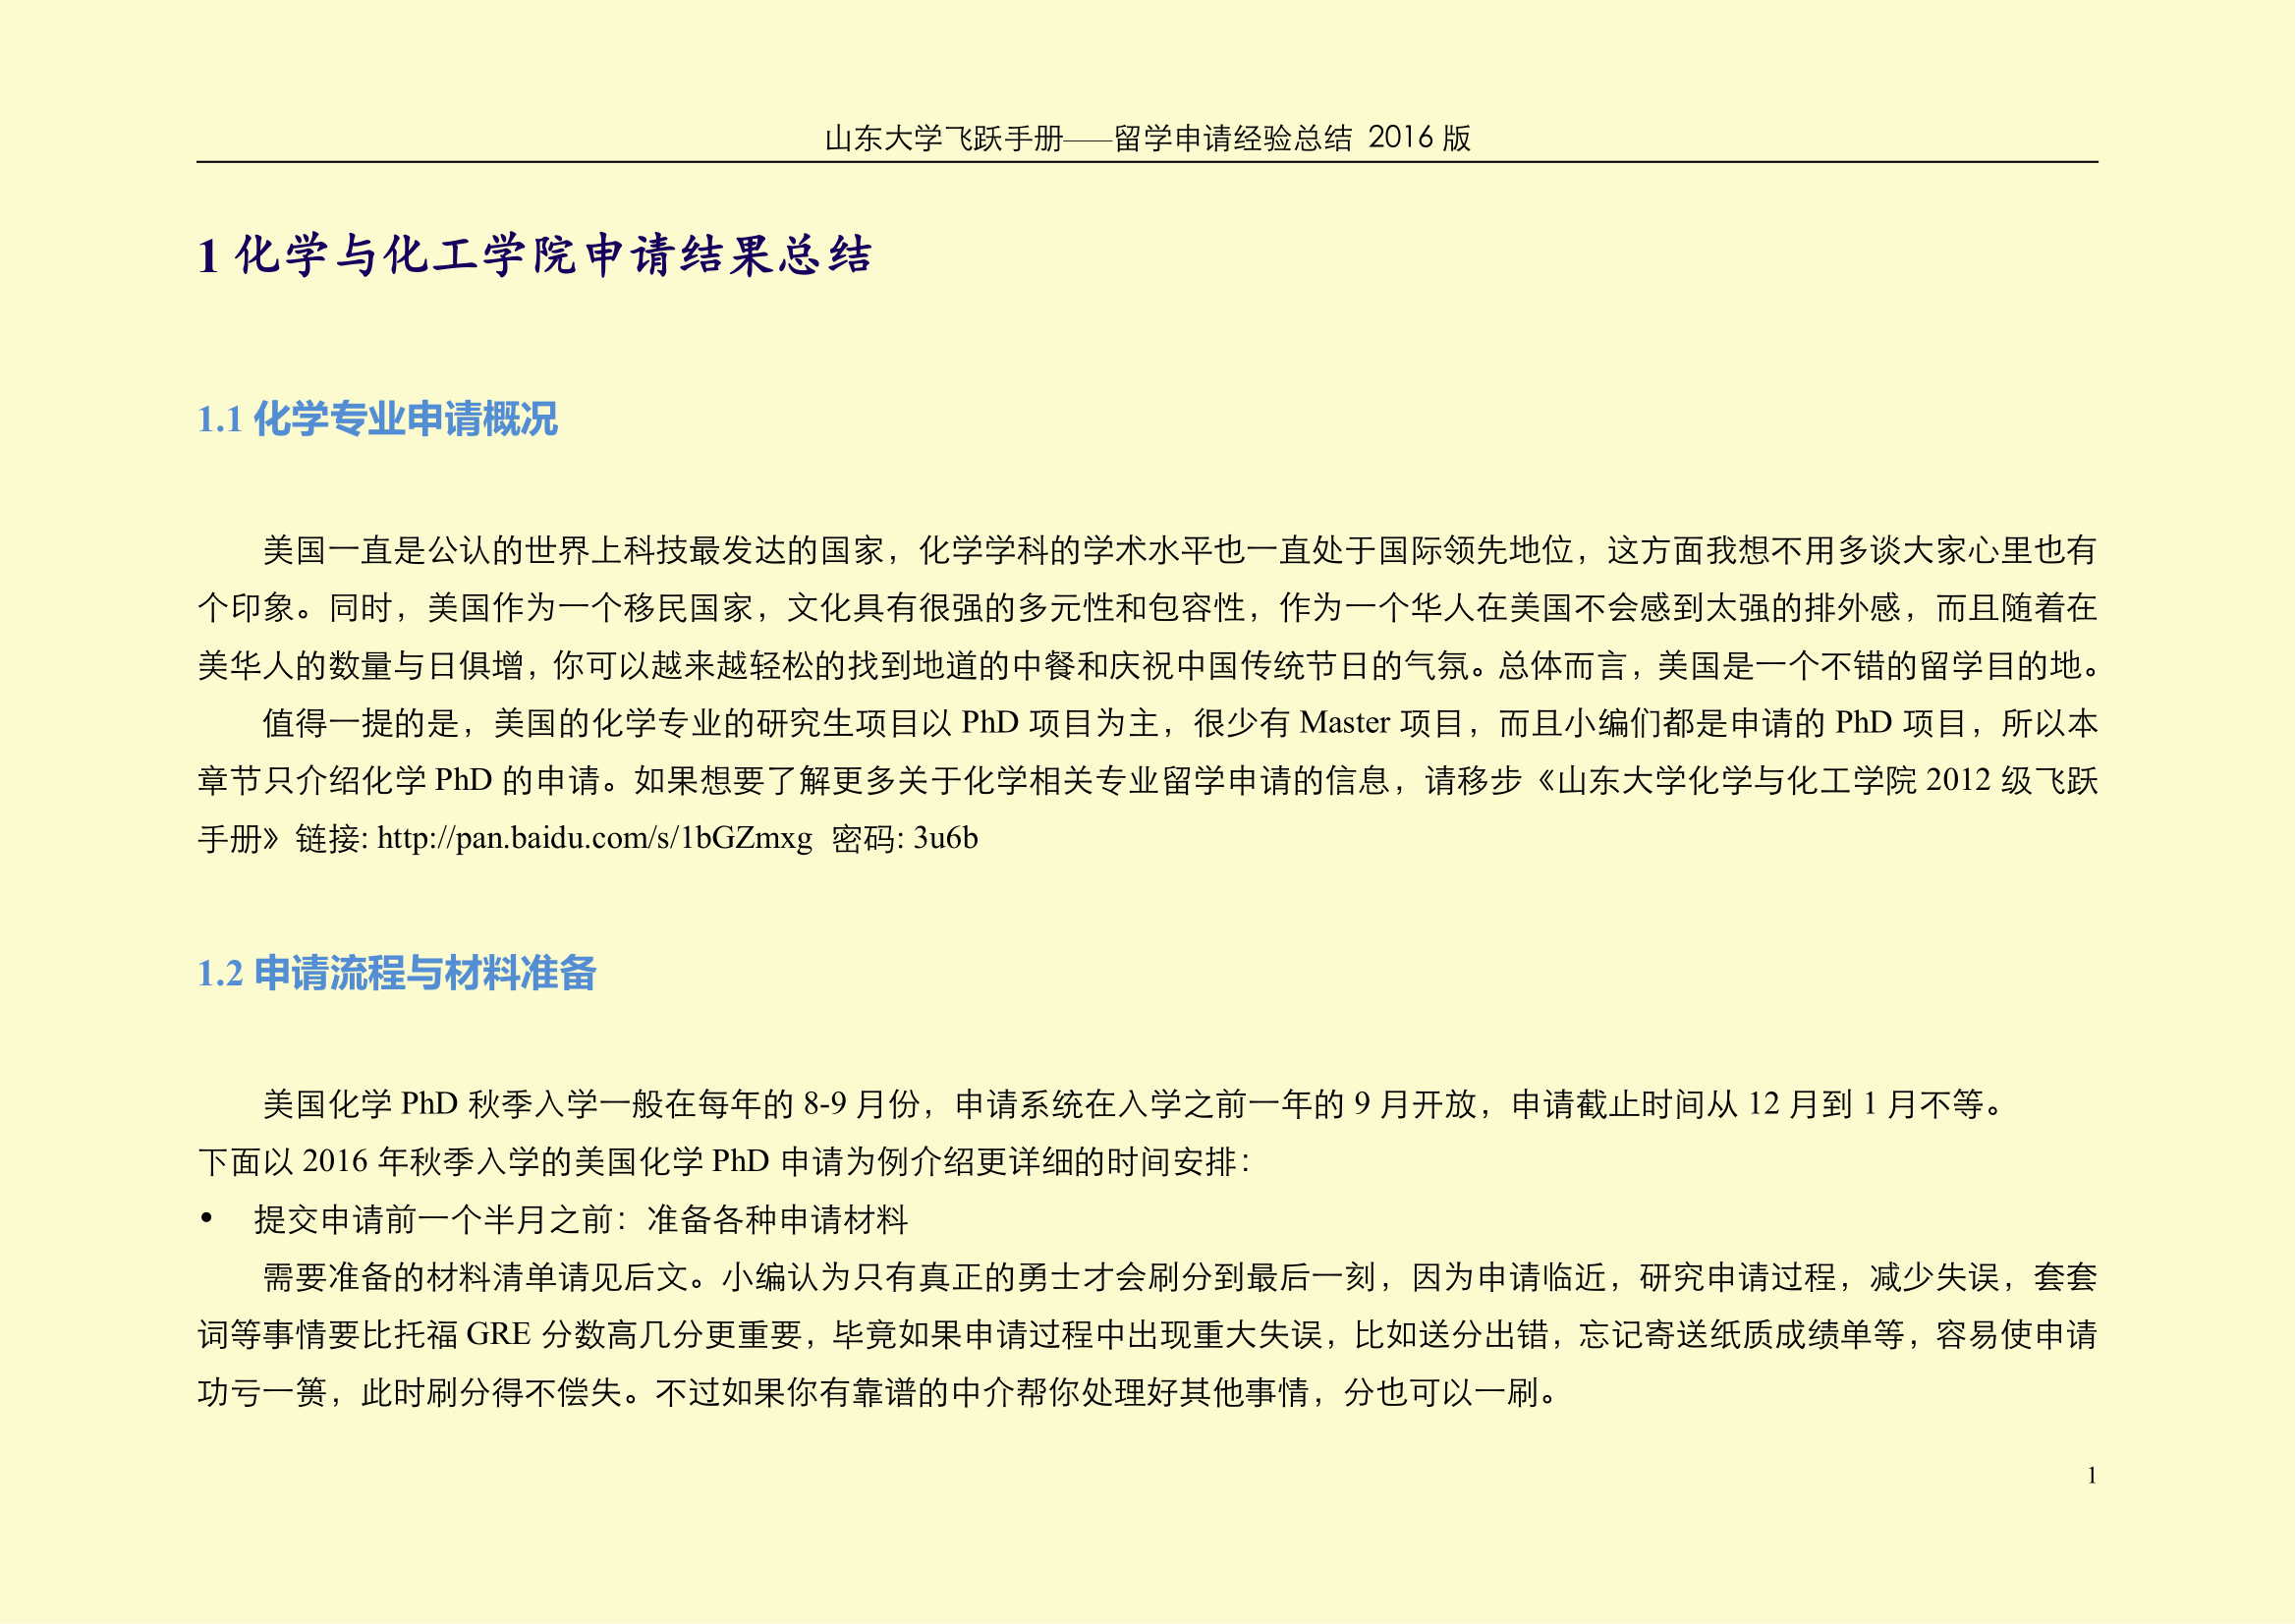 山东大学飞跃手册——留学申请经验总结 2016 版
1 化学与化工学院申请结果总结
1.1 化学专业申请概况
美国一直是公认的世界上科技最发达的国家，化学学科的学术水平也一直处于国际领先地位，这方面我想不用多谈大家心里也有
个印象。同时，美国作为一个移民国家，文化具有很强的多元性和包容性，作为一个华人在美国不会感到太强的排外感，而且随着在
美华人的数量与日俱增，你可以越来越轻松的找到地道的中餐和庆祝中国传统节日的气氛。总体而言，美国是一个不错的留学目的地。
值得一提的是，美国的化学专业的研究生项目以 PhD 项目为主，很少有 Master 项目，而且小编们都是申请的 PhD 项目，所以本
章节只介绍化学 PhD 的申请。如果想要了解更多关于化学相关专业留学申请的信息，请移步《山东大学化学与化工学院 2012 级飞跃
手册》链接: http://pan.baidu.com/s/1bGZmxg 密码: 3u6b
1.2 申请流程与材料准备
美国化学 PhD 秋季入学一般在每年的 8-9 月份，申请系统在入学之前一年的 9 月开放，申请截止时间从 12 月到 1 月不等。
下面以 2016 年秋季入学的美国化学 PhD 申请为例介绍更详细的时间安排：
• 提交申请前一个半月之前：准备各种申请材料
需要准备的材料清单请见后文。小编认为只有真正的勇士才会刷分到最后一刻，因为申请临近，研究申请过程，减少失误，套套
词等事情要比托福 GRE 分数高几分更重要，毕竟如果申请过程中出现重大失误，比如送分出错，忘记寄送纸质成绩单等，容易使申请
功亏一篑，此时刷分得不偿失。不过如果你有靠谱的中介帮你处理好其他事情，分也可以一刷。
1